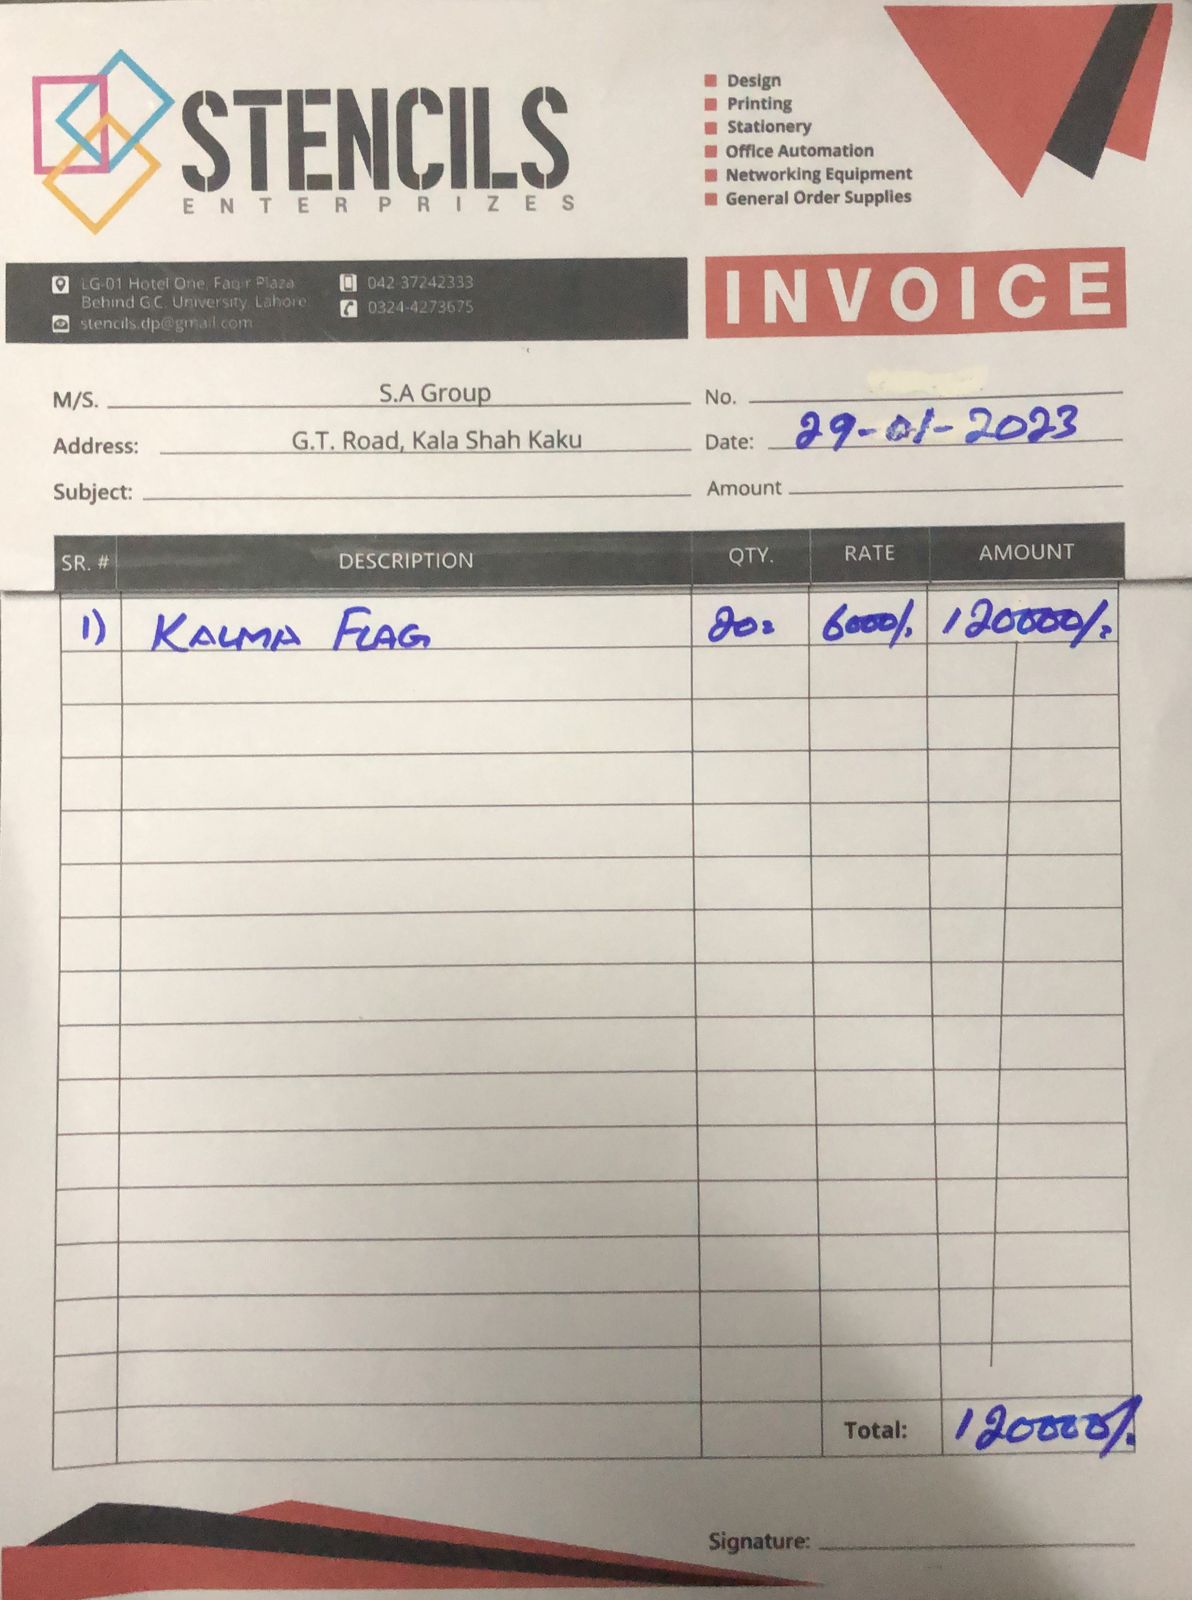 STENCILS
ENTERPRIZES
Design
Printing
Stationery
Office Automation
Networking Equipment
General Order Supplies
LG-01 Hotel One, Faqir Plaza
Behind G.C. University, Lahore
stencils.dp@gmail.com
042 37242333
0324-4273675
INVOICE
M/S. S.A Group
No.
Address: G.T. Road, Kala Shah Kaku
Date: 29-01-2023
Subject:
Amount
SR. # DESCRIPTION QTY. RATE AMOUNT
1) KALMA FLAG 20= 6000/. 120000/.
Total: 120000/.
Signature: